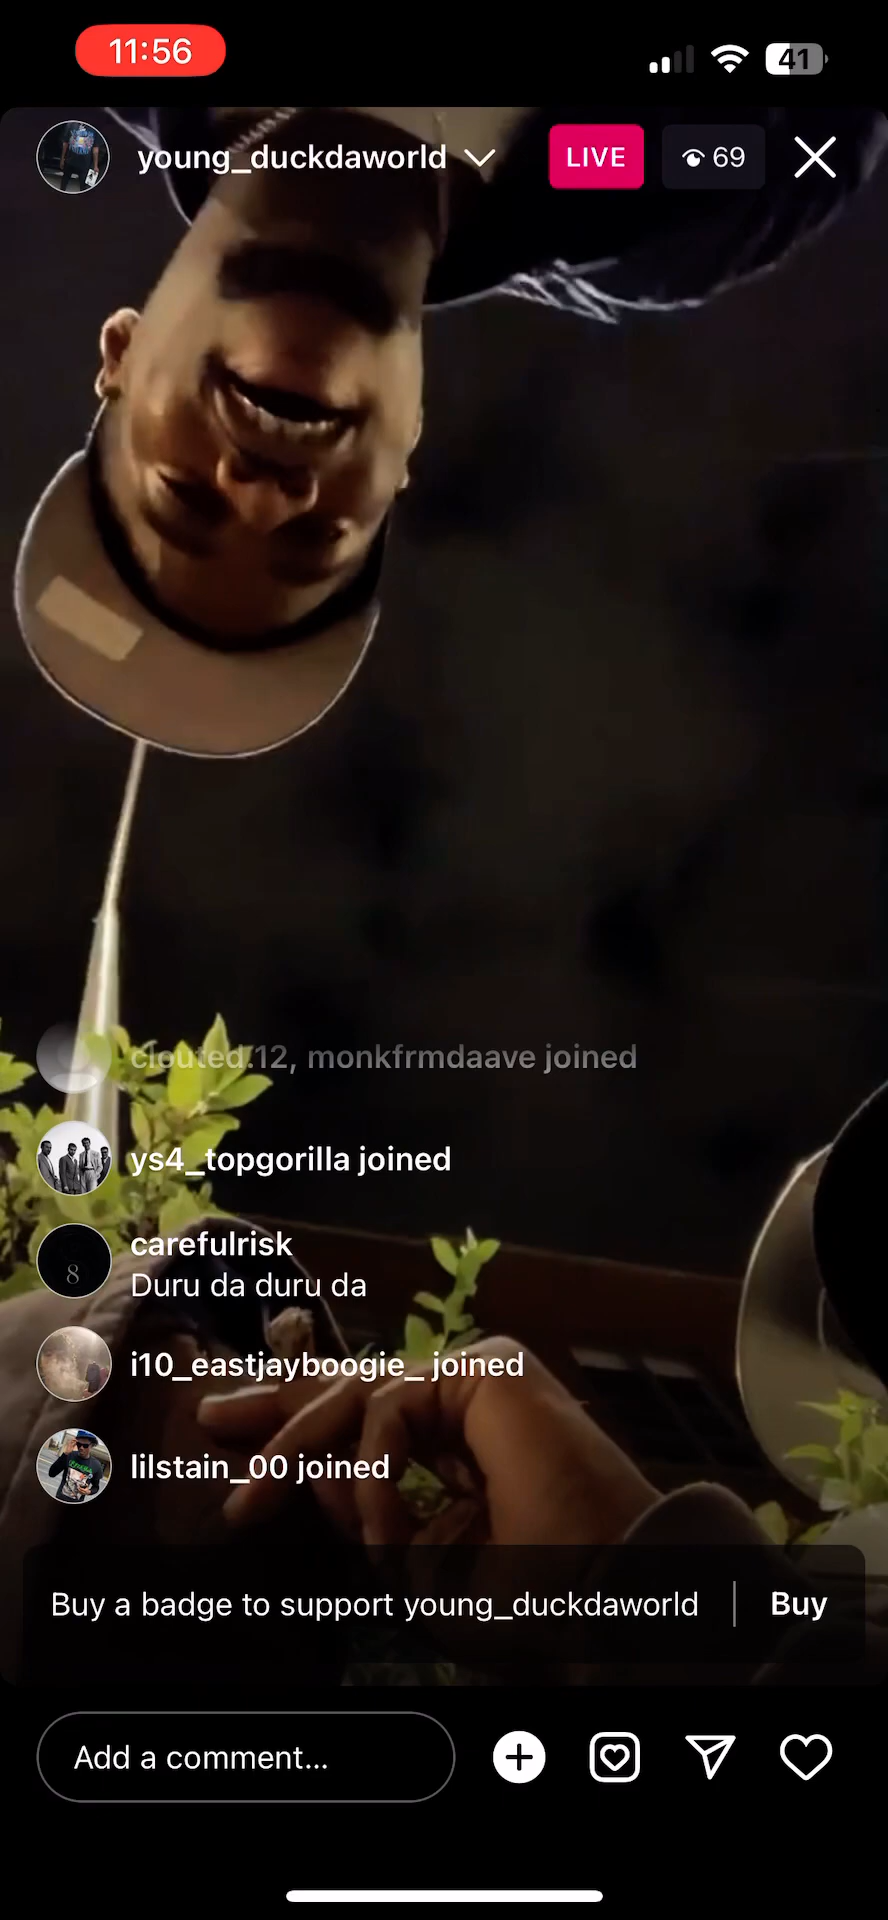 11:56
41
young_duckdaworld
LIVE
69
clouted.12, monkfrmdaave joined
ys4_topgorilla joined
carefulrisk
Duru da duru da
i10_eastjayboogie_ joined
lilstain_00 joined
Buy a badge to support young_duckdaworld
Buy
Add a comment...